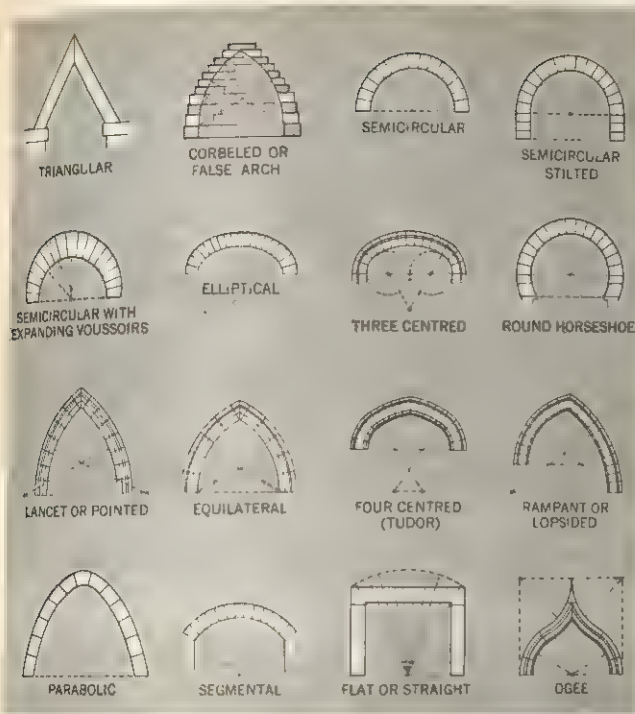 TRIANGULAR
CORBELED OR
FALSE ARCH
SEMICIRCULAR
SEMICIRCULAR
STILTED
SEMICIRCULAR WITH
EXPANDING VOUSSOIRS
ELLIPTICAL
THREE CENTRED
ROUND HORSESHOE
LANCET OR POINTED
EQUILATERAL
FOUR CENTRED
(TUDOR)
RAMPANT OR
LOPSIDED
PARABOLIC
SEGMENTAL
FLAT OR STRAIGHT
OGEE